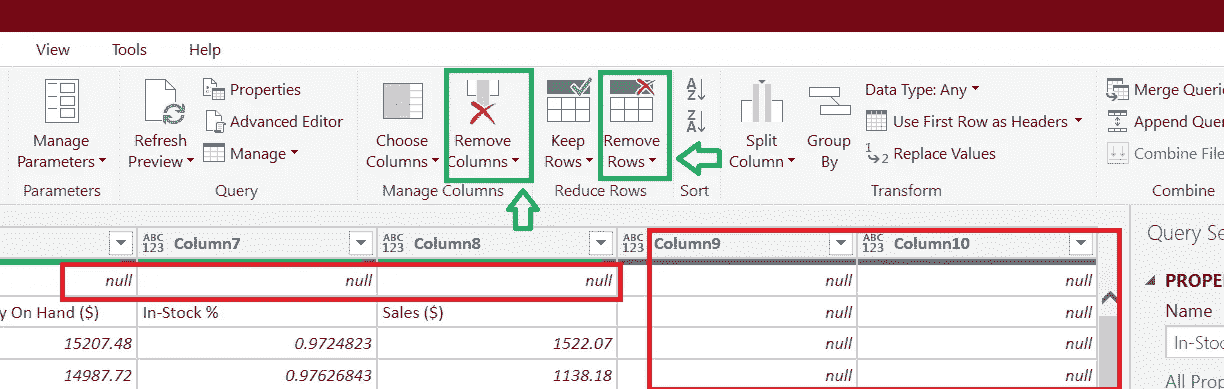 View Tools Help
Properties
Advanced Editor
Manage
Manage Parameters
Refresh Preview
Choose Columns
Remove Columns
Keep Rows
Remove Rows
A
Z
Z
A
Split Column
Group By
Data Type: Any
Use First Row as Headers
1 2 Replace Values
Merge Querie
Append Quer
Combine File
Parameters Query Manage Columns Reduce Rows Sort Transform Combine
ABC 123 Column7 ABC 123 Column8 ABC 123 Column9 ABC 123 Column10
null null null null null
y On Hand ($) In-Stock % Sales ($) null null
15207.48 0.9724823 1522.07 null null
14987.72 0.97626843 1138.18 null null
Query Se
PROPE
Name
In-Stoc
All Prop